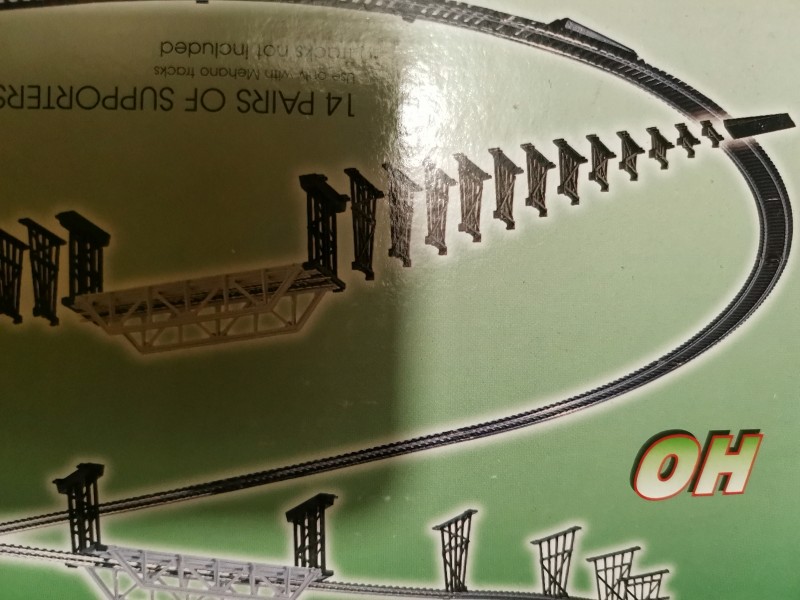 HO
14 PAIRS OF SUPPORTERS
Use only with Mehano tracks
Tracks not included